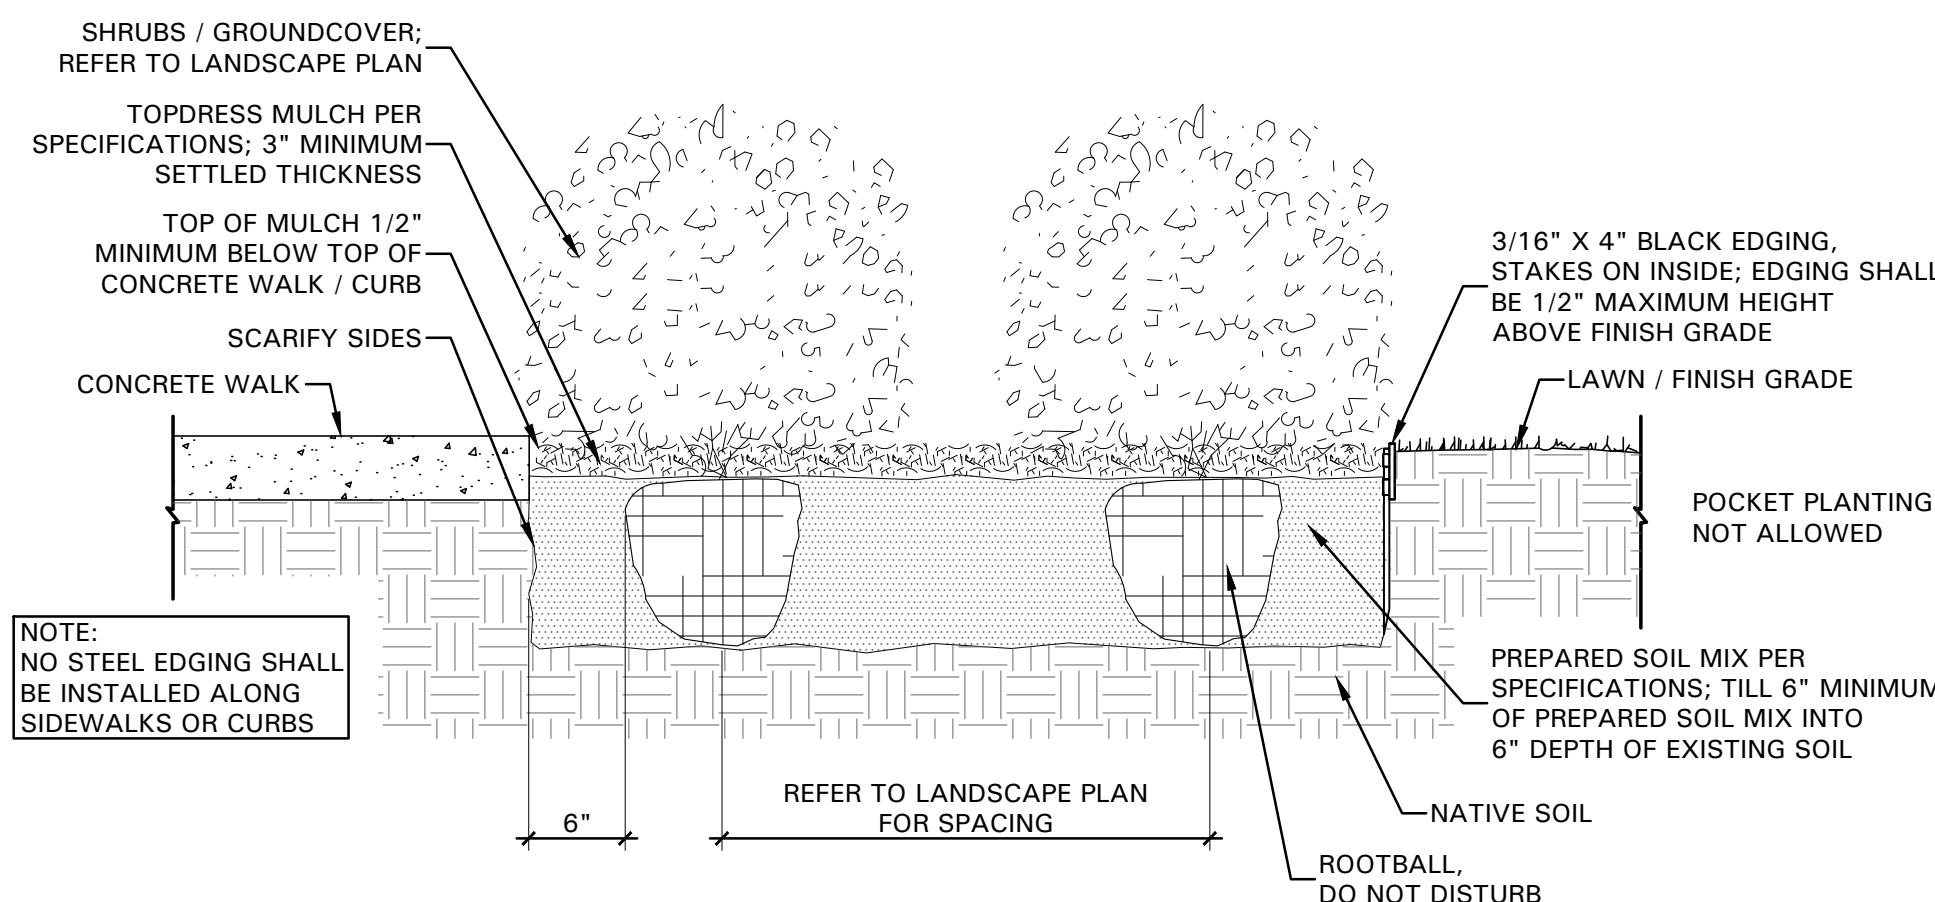 SHRUBS / GROUNDCOVER;
REFER TO LANDSCAPE PLAN
TOPDRESS MULCH PER
SPECIFICATIONS; 3" MINIMUM
SETTLED THICKNESS
TOP OF MULCH 1/2"
MINIMUM BELOW TOP OF
CONCRETE WALK / CURB
SCARIFY SIDES
CONCRETE WALK
NOTE:
NO STEEL EDGING SHALL
BE INSTALLED ALONG
SIDEWALKS OR CURBS
6"
REFER TO LANDSCAPE PLAN
FOR SPACING
3/16" X 4" BLACK EDGING,
STAKES ON INSIDE; EDGING SHALL
BE 1/2" MAXIMUM HEIGHT
ABOVE FINISH GRADE
LAWN / FINISH GRADE
POCKET PLANTING
NOT ALLOWED
PREPARED SOIL MIX PER
SPECIFICATIONS; TILL 6" MINIMUM
OF PREPARED SOIL MIX INTO
6" DEPTH OF EXISTING SOIL
NATIVE SOIL
ROOTBALL,
DO NOT DISTURB